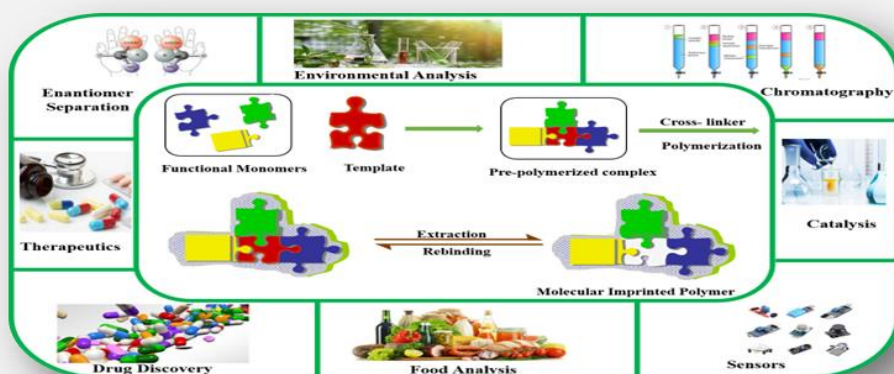 Enantiomer
Separation
Environmental Analysis
Chromatography
Functional Monomers
Template
Pre-polymerized complex
Cross- linker
Polymerization
Therapeutics
Extraction
Rebinding
Molecular Imprinted Polymer
Catalysis
Drug Discovery
Food Analysis
Sensors